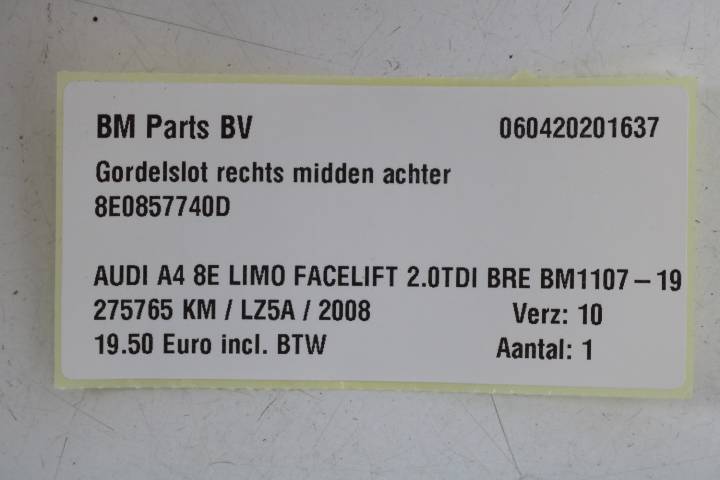 BM Parts BV 060420201637
Gordelslot rechts midden achter
8E0857740D
AUDI A4 8E LIMO FACELIFT 2.0TDI BRE BM1107-19
275765 KM / LZ5A / 2008 Verz: 10
19.50 Euro incl. BTW Aantal: 1